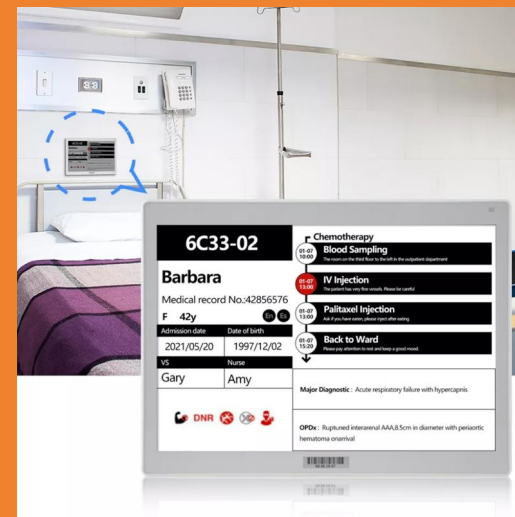 6C33-02
Barbara
Medical record No.:42856576
F 42y
En Es
Admission date Date of birth
2021/05/20 1997/12/02
VS Nurse
Gary Amy
DNR
Chemotherapy
01-07 10:00
Blood Sampling
The room on the third floor to the left in the outpatient department
01-07 13:00
IV Injection
The patient has very fine vessels. Please be careful
01-07 13:00
Palitaxel Injection
Ask if you have eaten, please inject after eating
01-07 15:20
Back to Ward
Please pay attention to rest and keep a good mood.
Major Diagnostic : Acute respiratory failure with hypercapnis
OPDx : Ruptuned interarenal AAA,8.5cm in diameter with periaortic
hematoma onarrival